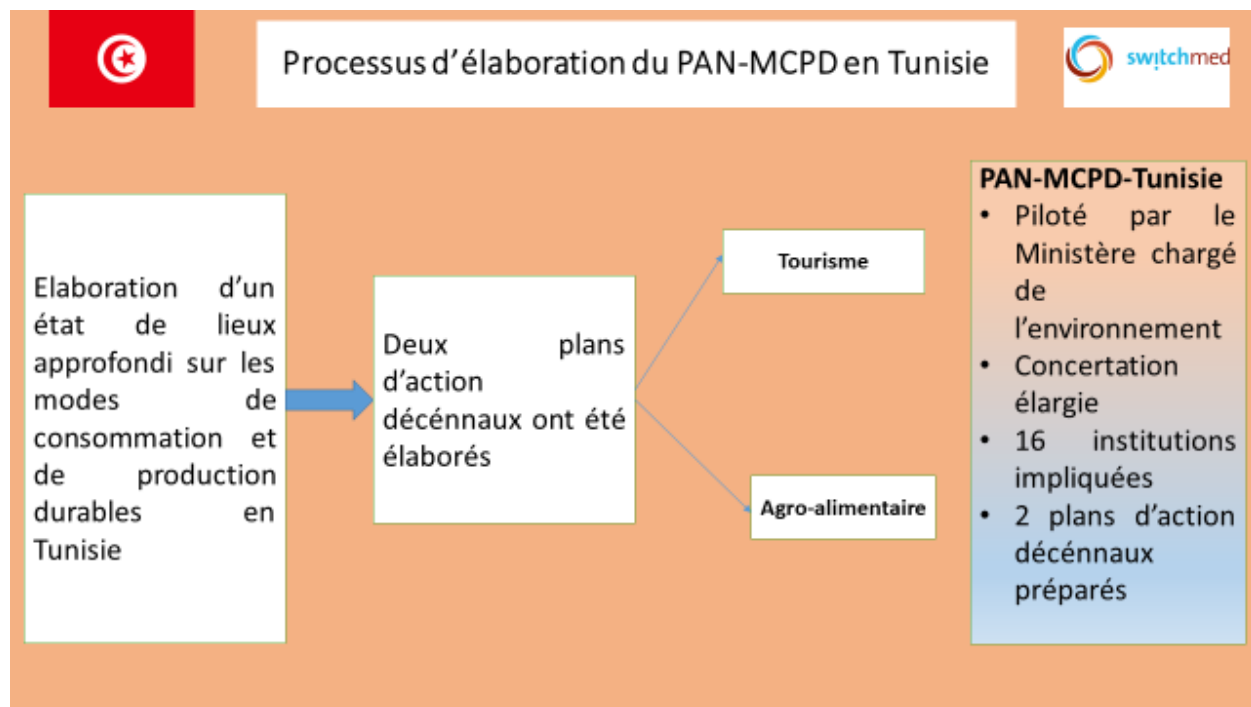 Processus d’élaboration du PAN-MCPD en Tunisie
switchmed
Elaboration d’un
état de lieux
approfondi sur les
modes de
consommation et
de production
durables en
Tunisie
Deux plans
d’action
décénnaux ont été
élaborés
Tourisme
Agro-alimentaire
PAN-MCPD-Tunisie
• Piloté par le
Ministère chargé
de
l’environnement
• Concertation
élargie
• 16 institutions
impliquées
• 2 plans d’action
décénnaux
préparés